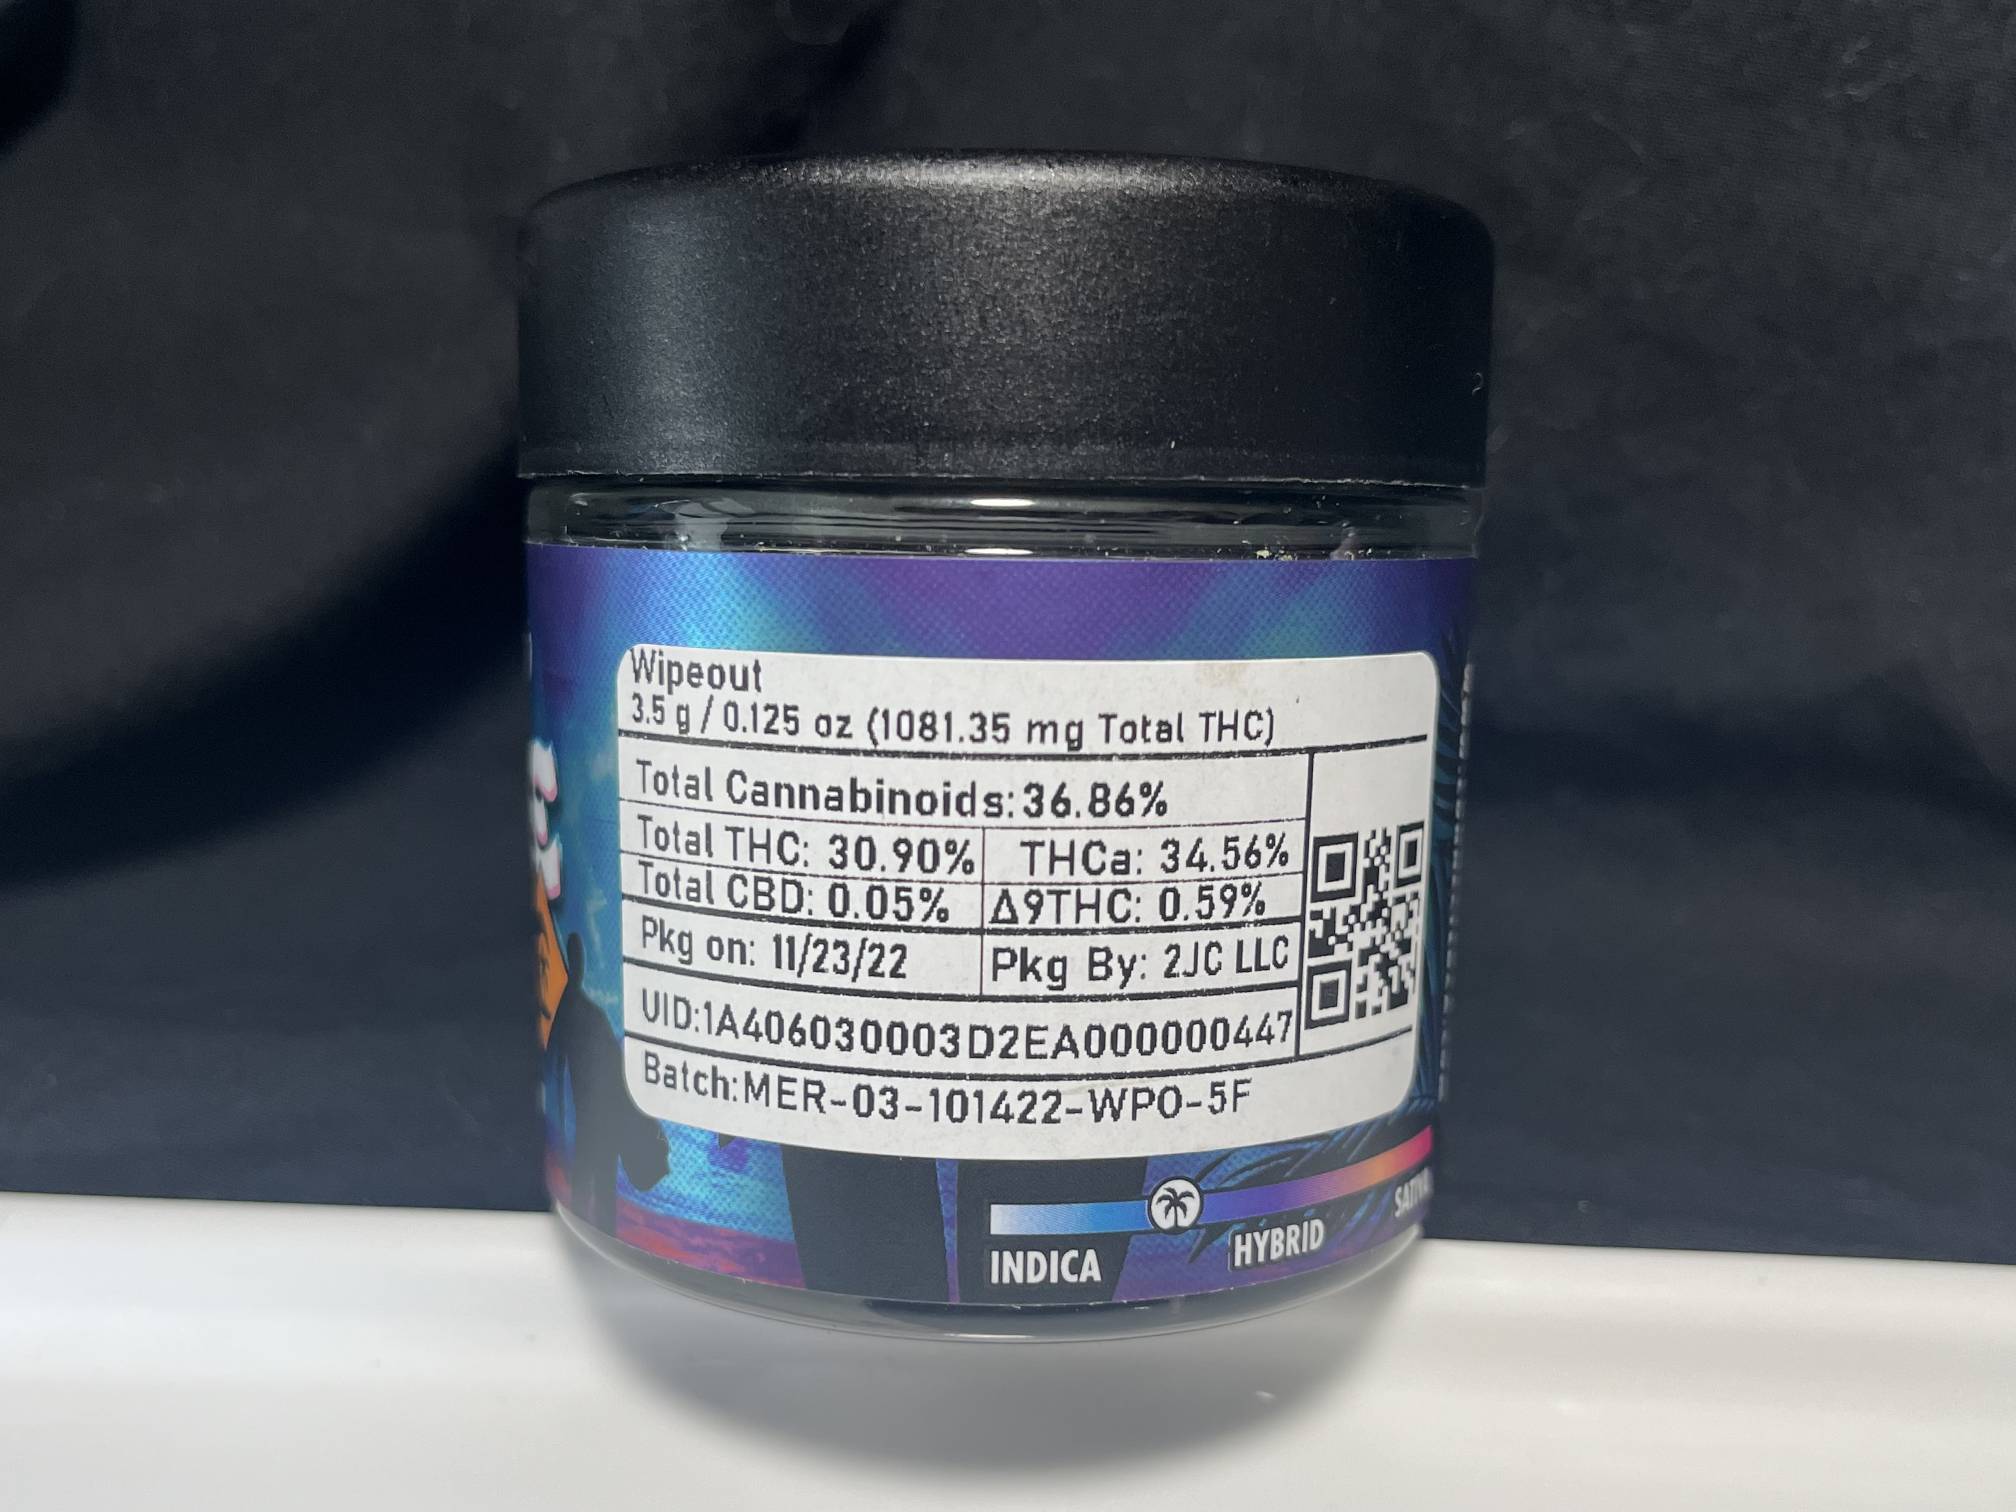 Wipeout
3.5 g / 0.125 oz (1081.35 mg Total THC)
Total Cannabinoids: 36.86%
Total THC: 30.90% THCa: 34.56%
Total CBD: 0.05% Δ9THC: 0.59%
Pkg on: 11/23/22 Pkg By: 2JC LLC
UID:1A406030003D2EA000000447
Batch:MER-03-101422-WPO-5F
INDICA HYBRID SATIVA